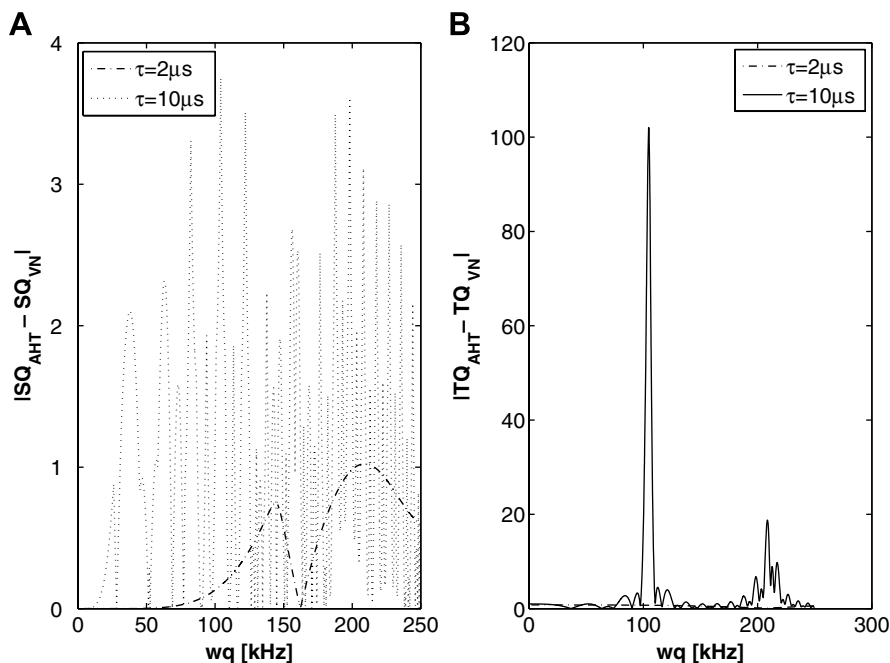 A
4
3
2
1
0
τ=2μs
τ=10μs
|SQ_AHT − SQ_VN|
0
50
100
150
200
250
wq [kHz]
B
120
100
80
60
40
20
0
τ=2μs
τ=10μs
|TQ_AHT − TQ_VN|
0
100
200
300
wq [kHz]